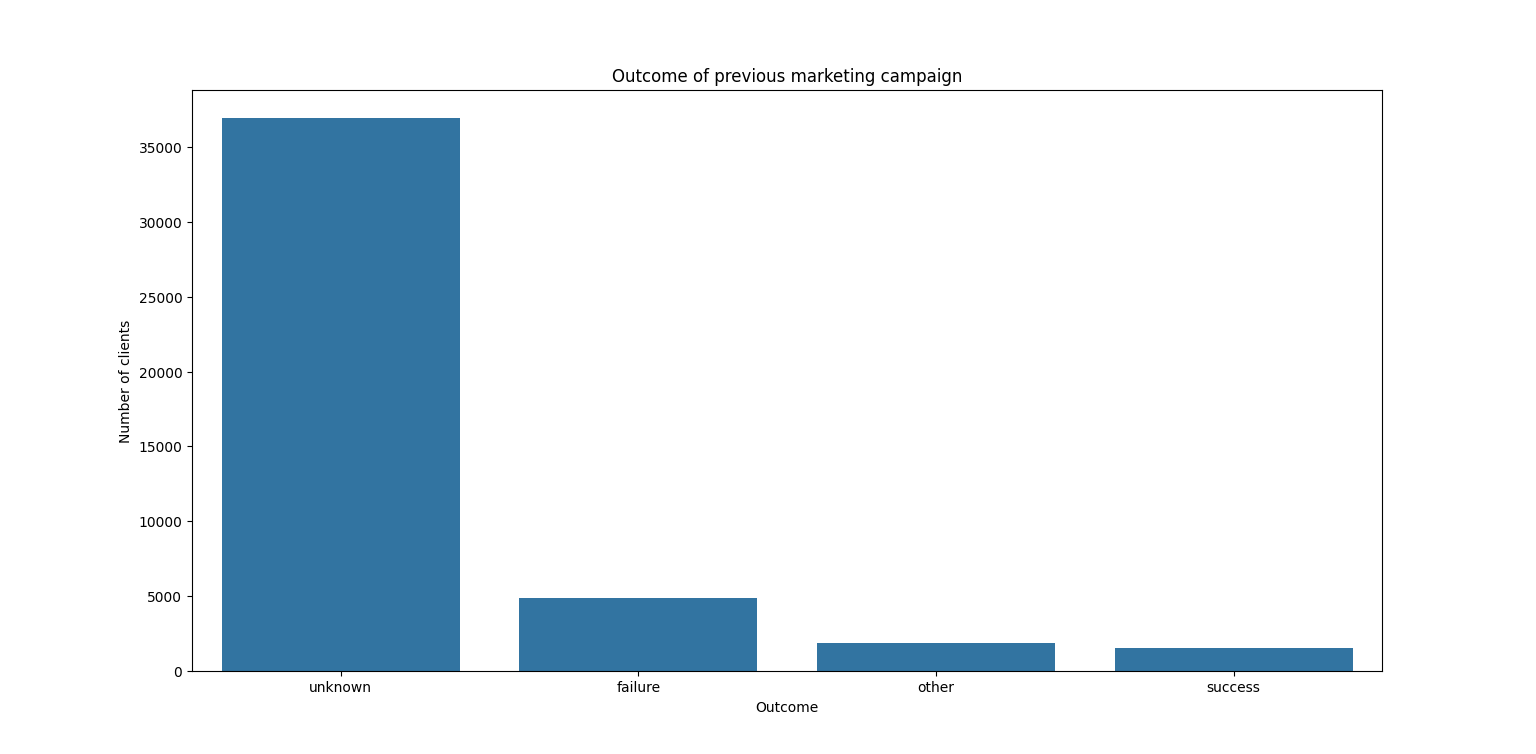 Outcome of previous marketing campaign
35000
30000
25000
20000
15000
10000
5000
0
Number of clients
unknown failure other success
Outcome